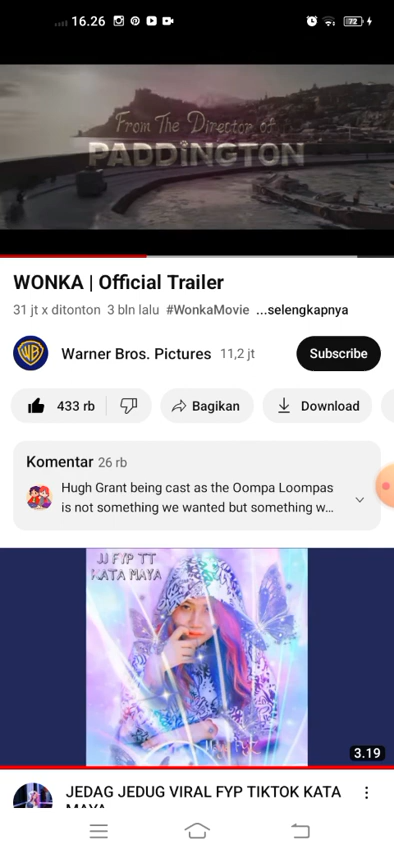 16.26
72
From The Director of
PADDINGTON
WONKA | Official Trailer
31 jt x ditonton 3 bln lalu #WonkaMovie ...selengkapnya
WB
Warner Bros. Pictures 11,2 jt
Subscribe
433 rb
Bagikan
Download
Komentar 26 rb
Hugh Grant being cast as the Oompa Loompas
is not something we wanted but something w...
JJ FYP TT
KATA MAYA
3.19
JEDAG JEDUG VIRAL FYP TIKTOK KATA
MAYA